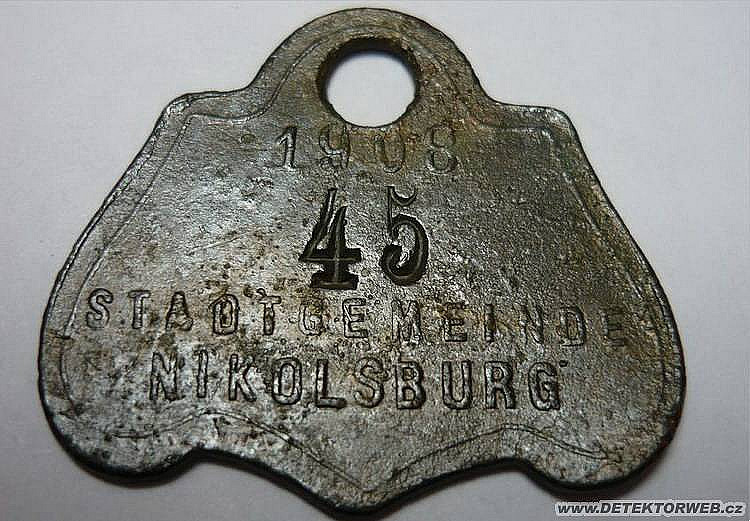 1908
45
STADTGEMEINDE
NIKOLSBURG
www.DETEKTORWEB.cz